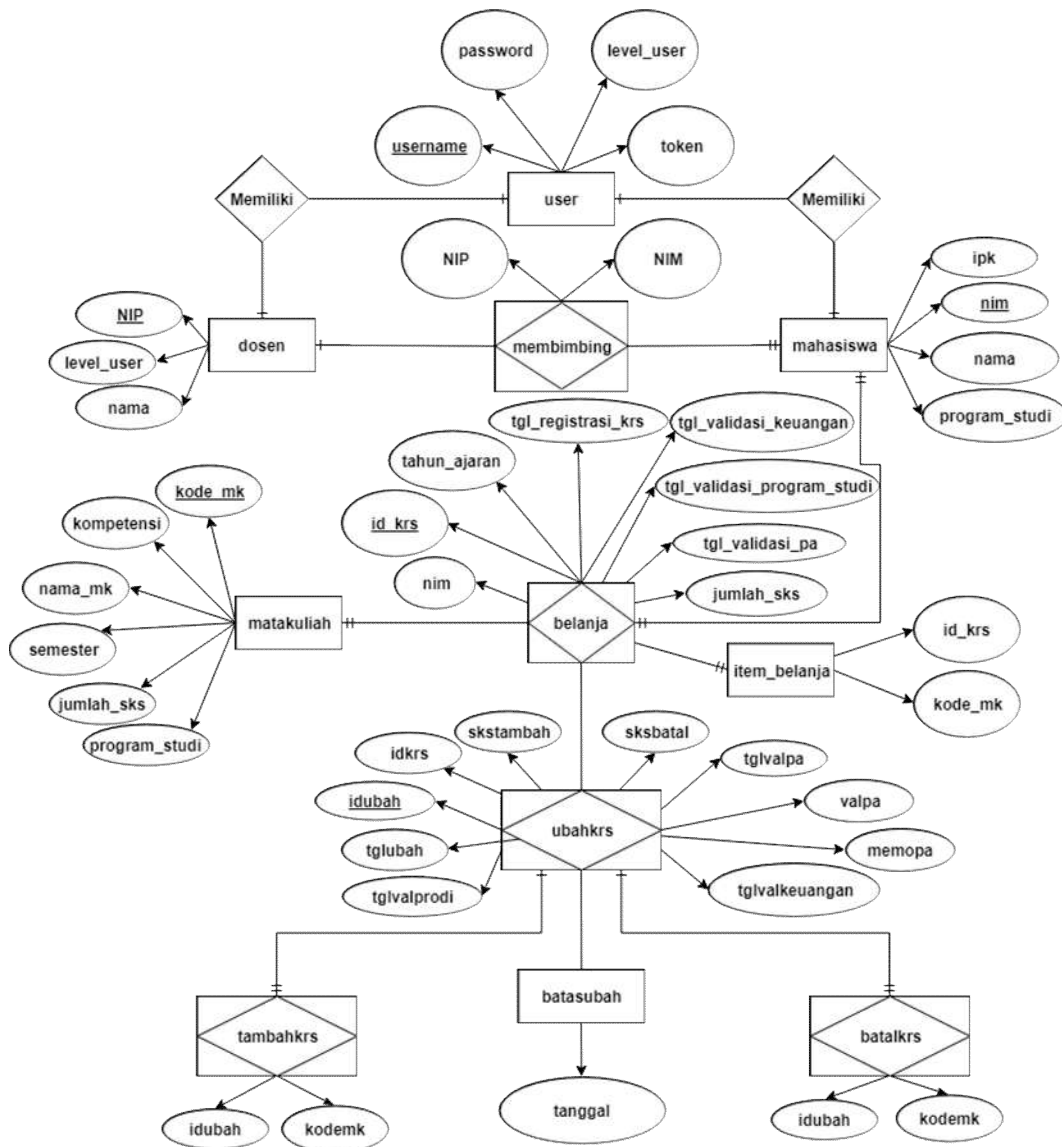 password
level_user
username
token
Memiliki
user
Memiliki
NIP
NIM
ipk
NIP
nim
dosen
membimbing
mahasiswa
level_user
nama
nama
program_studi
tgl_registrasi_krs
tgl_validasi_keuangan
tahun_ajaran
kode_mk
tgl_validasi_program_studi
kompetensi
id_krs
tgl_validasi_pa
nama_mk
nim
jumlah_sks
matakuliah
belanja
id_krs
semester
item_belanja
jumlah_sks
kode_mk
program_studi
skstambah
sksbatal
idkrs
tglvalpa
idubah
valpa
ubahkrs
tglubah
memopa
tglvalprodi
tglvalkeuangan
batasubah
tambahkrs
batalkrs
idubah
kodemk
tanggal
idubah
kodemk